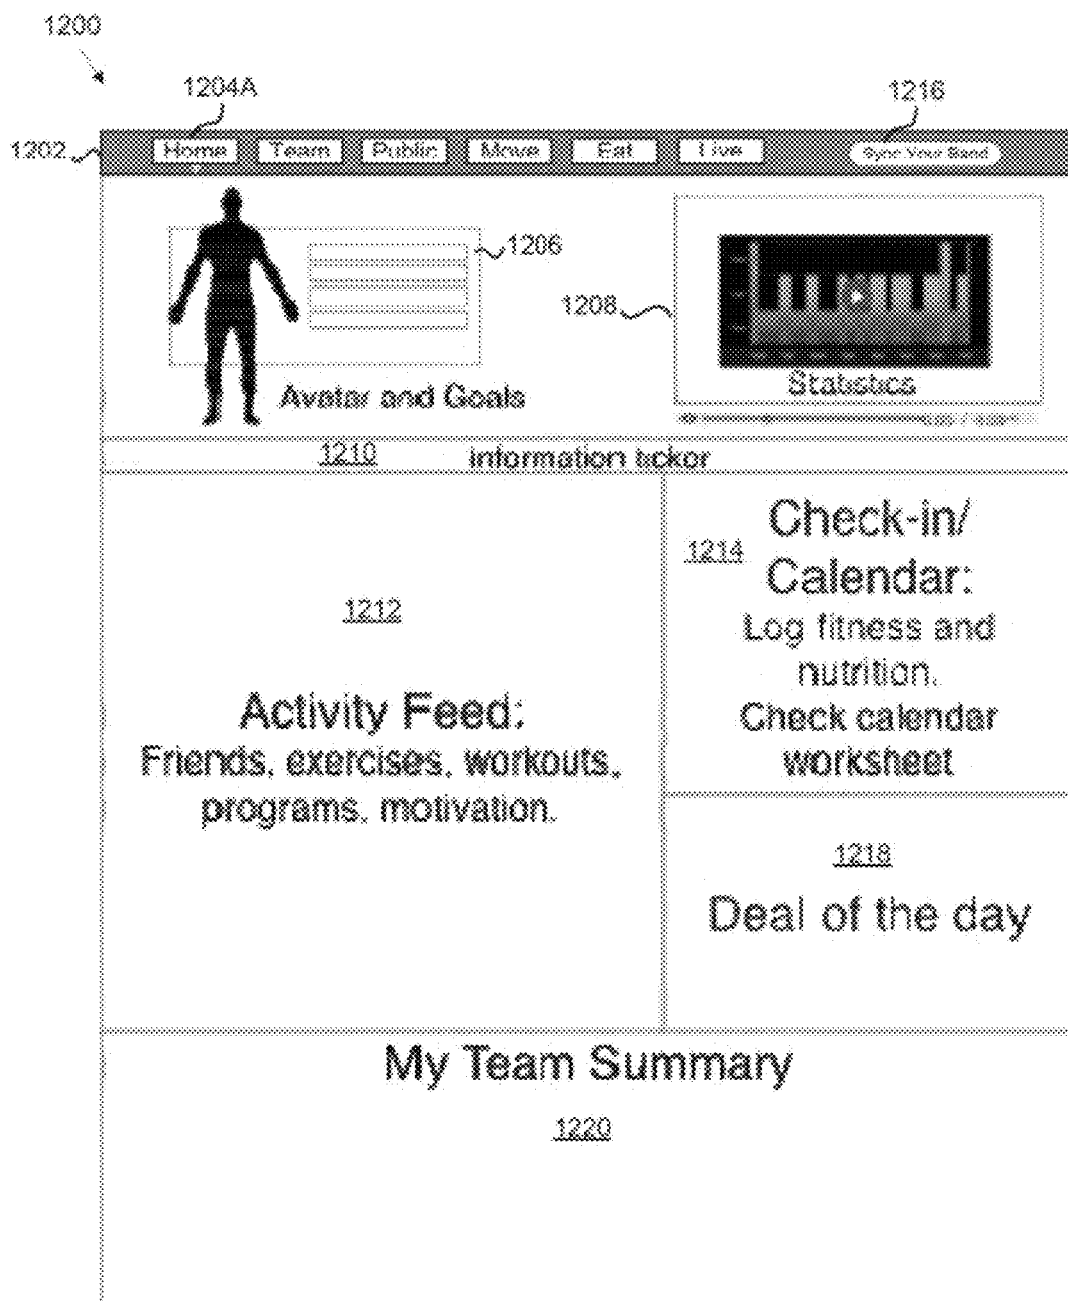 1200
1204A
1216
1202
Home Team Public Move Eat Live Sync Your Band
1206
1208
Avatar and Goals
Statistics
1210 information ticker
Check-in/
1214
Calendar:
1212
Log fitness and
nutrition.
Activity Feed:
Check calendar
Friends, exercises, workouts,
worksheet
programs, motivation.
1218
Deal of the day
My Team Summary
1220